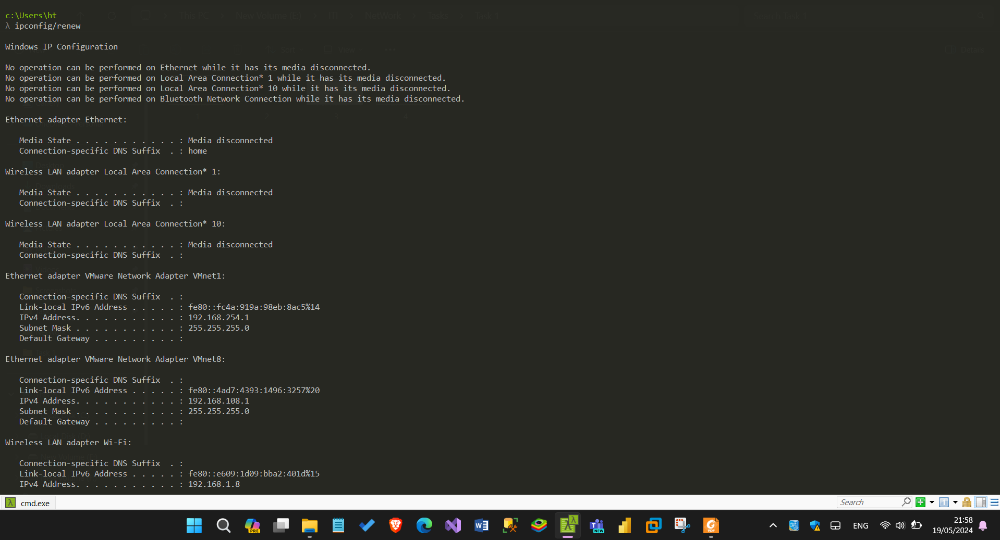 c:\Users\ht
λ ipconfig/renew
Windows IP Configuration
No operation can be performed on Ethernet while it has its media disconnected.
No operation can be performed on Local Area Connection* 1 while it has its media disconnected.
No operation can be performed on Local Area Connection* 10 while it has its media disconnected.
No operation can be performed on Bluetooth Network Connection while it has its media disconnected.
Ethernet adapter Ethernet:
Media State . . . . . . . . . . . : Media disconnected
Connection-specific DNS Suffix  . : home
Wireless LAN adapter Local Area Connection* 1:
Media State . . . . . . . . . . . : Media disconnected
Connection-specific DNS Suffix  . :
Wireless LAN adapter Local Area Connection* 10:
Media State . . . . . . . . . . . : Media disconnected
Connection-specific DNS Suffix  . :
Ethernet adapter VMware Network Adapter VMnet1:
Connection-specific DNS Suffix  . :
Link-local IPv6 Address . . . . . : fe80::fc4a:919a:98eb:8ac5%14
IPv4 Address. . . . . . . . . . . : 192.168.254.1
Subnet Mask . . . . . . . . . . . : 255.255.255.0
Default Gateway . . . . . . . . . :
Ethernet adapter VMware Network Adapter VMnet8:
Connection-specific DNS Suffix  . :
Link-local IPv6 Address . . . . . : fe80::4ad7:4393:1496:3257%20
IPv4 Address. . . . . . . . . . . : 192.168.108.1
Subnet Mask . . . . . . . . . . . : 255.255.255.0
Default Gateway . . . . . . . . . :
Wireless LAN adapter Wi-Fi:
Connection-specific DNS Suffix  . :
Link-local IPv6 Address . . . . . : fe80::e609:1d09:bba2:401d%15
IPv4 Address. . . . . . . . . . . : 192.168.1.8
cmd.exe
Search
PRE
NEW
PDF
ENG
21:58
19/05/2024